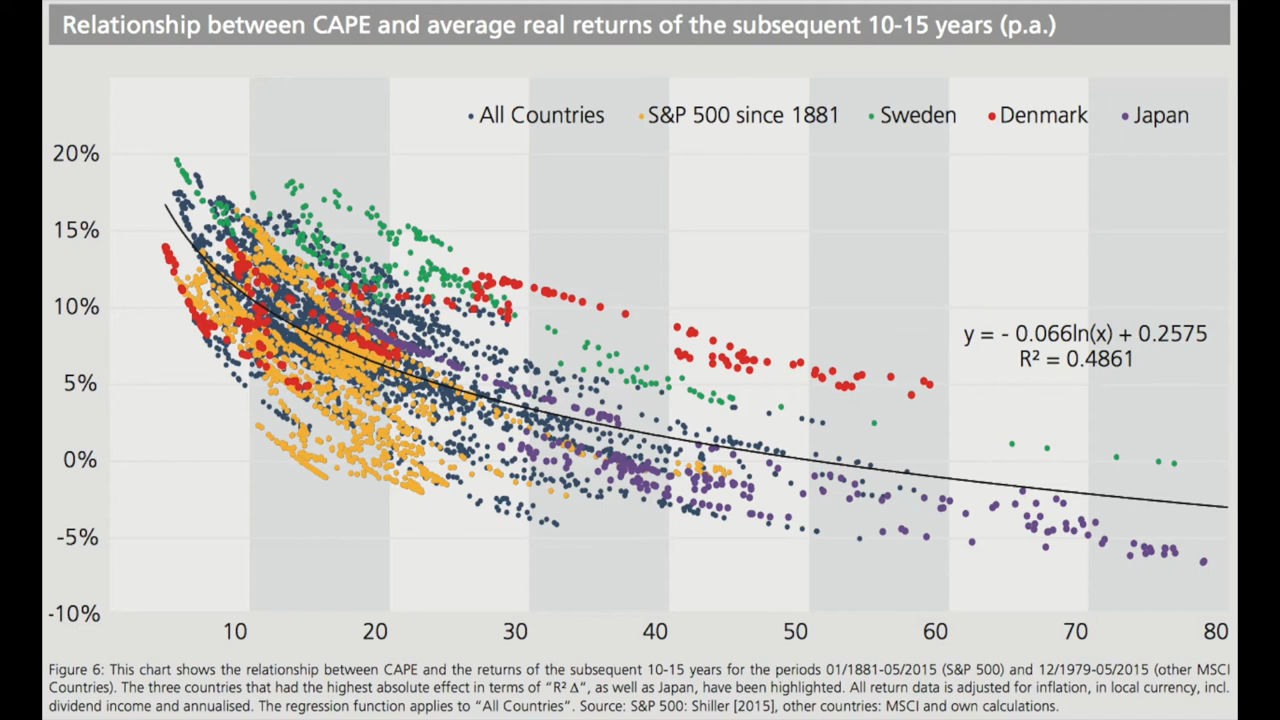 Relationship between CAPE and average real returns of the subsequent 10-15 years (p.a.)
All Countries S&P 500 since 1881 Sweden Denmark Japan
20%
15%
10%
y = - 0.066ln(x) + 0.2575
R² = 0.4861
5%
0%
-5%
-10%
10 20 30 40 50 60 70 80
Figure 6: This chart shows the relationship between CAPE and the returns of the subsequent 10-15 years for the periods 01/1881-05/2015 (S&P 500) and 12/1979-05/2015 (other MSCI
Countries). The three countries that had the highest absolute effect in terms of "R² Δ", as well as Japan, have been highlighted. All return data is adjusted for inflation, in local currency, incl.
dividend income and annualised. The regression function applies to "All Countries". Source: S&P 500: Shiller [2015], other countries: MSCI and own calculations.